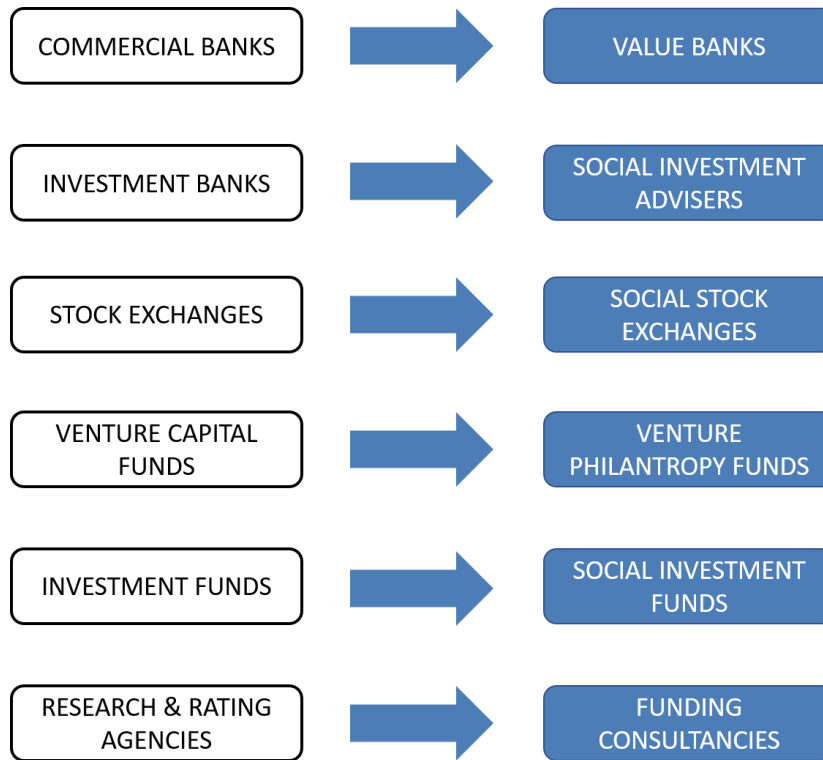 COMMERCIAL BANKS
VALUE BANKS
INVESTMENT BANKS
SOCIAL INVESTMENT
ADVISERS
STOCK EXCHANGES
SOCIAL STOCK
EXCHANGES
VENTURE CAPITAL
FUNDS
VENTURE
PHILANTROPY FUNDS
INVESTMENT FUNDS
SOCIAL INVESTMENT
FUNDS
RESEARCH & RATING
AGENCIES
FUNDING
CONSULTANCIES